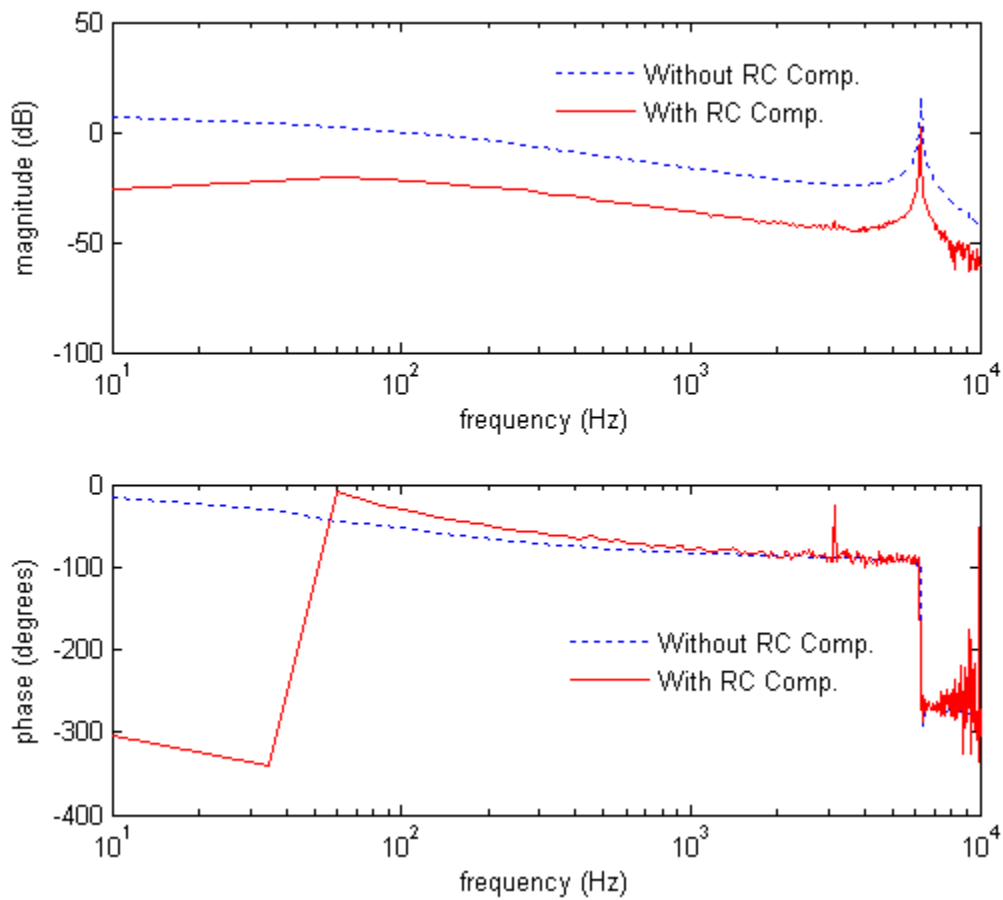 50
0
-50
-100
magnitude (dB)
Without RC Comp.
With RC Comp.
10^1
10^2
10^3
10^4
frequency (Hz)
0
-100
-200
-300
-400
phase (degrees)
Without RC Comp.
With RC Comp.
10^1
10^2
10^3
10^4
frequency (Hz)